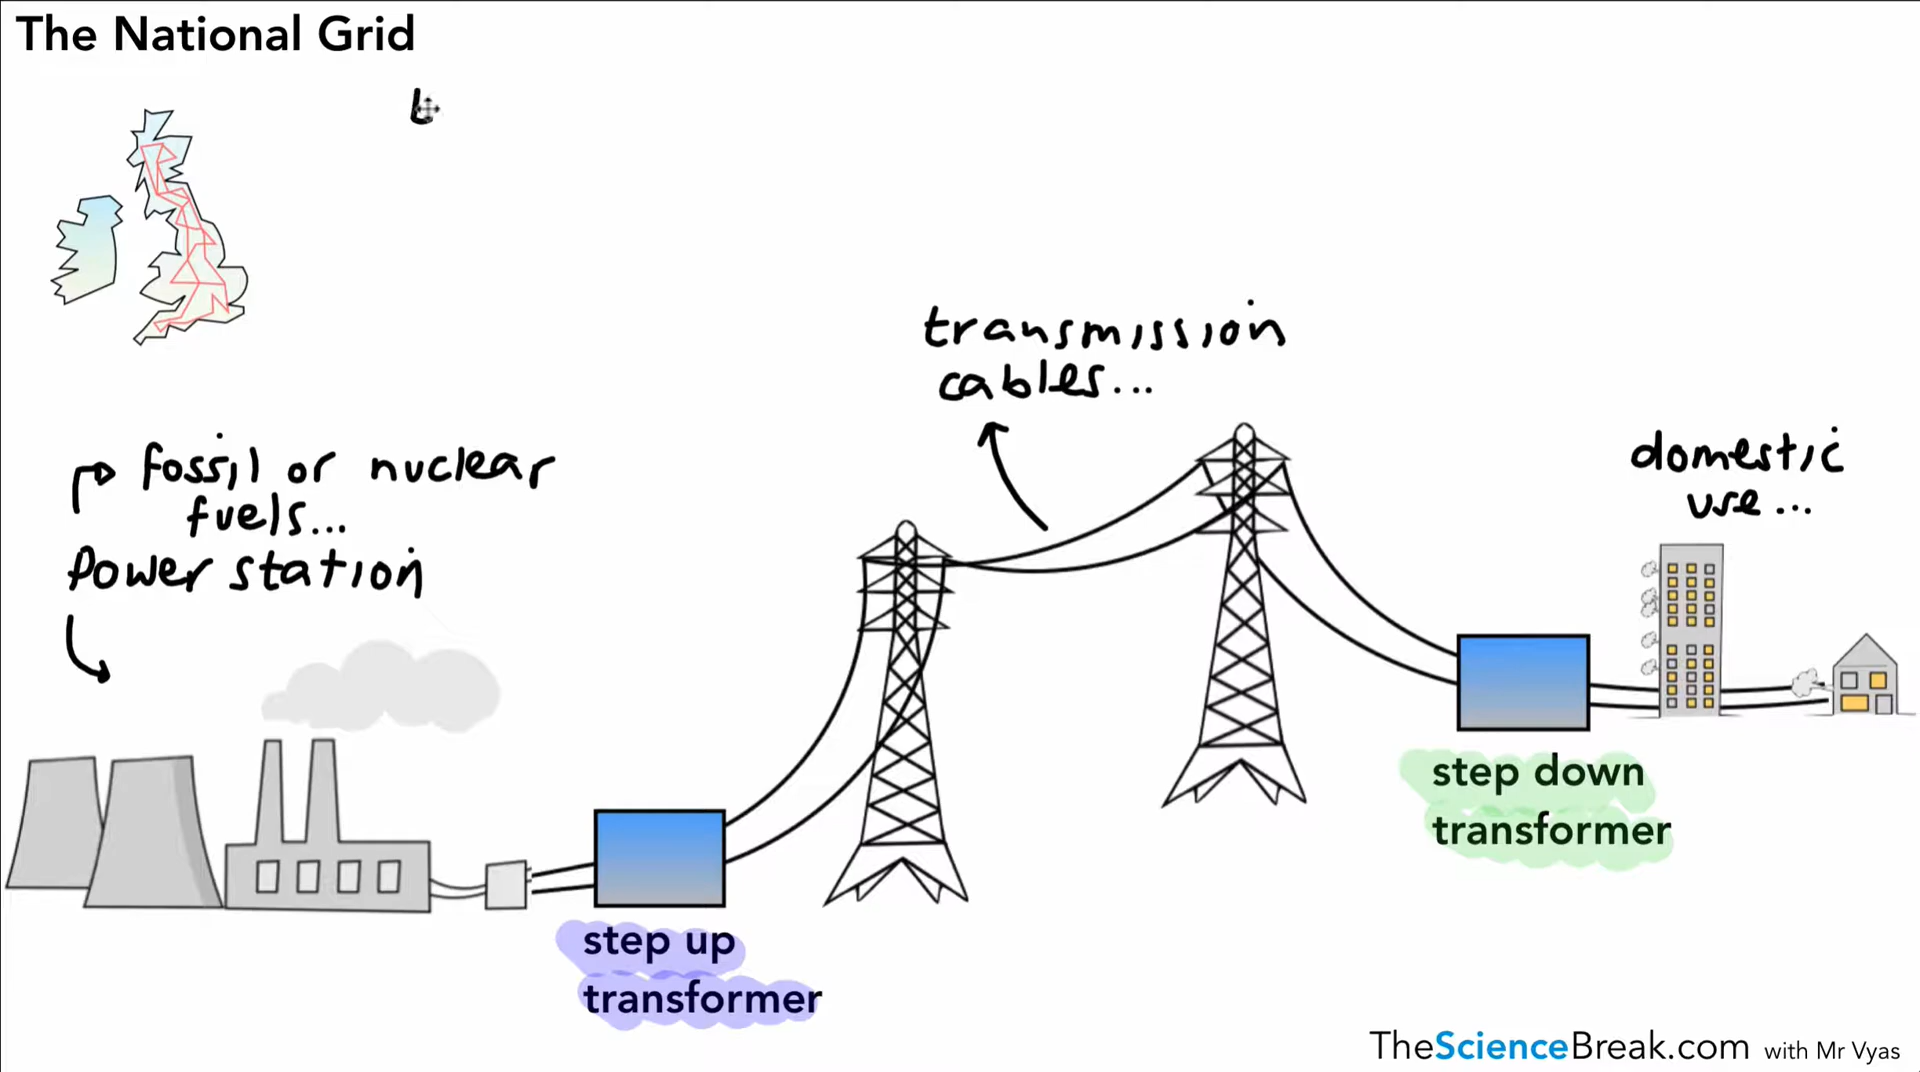 The National Grid
transmission
cables...
fossil or nuclear
fuels...
Power station
domestic
use...
step down
transformer
step up
transformer
TheScienceBreak.com with Mr Vyas